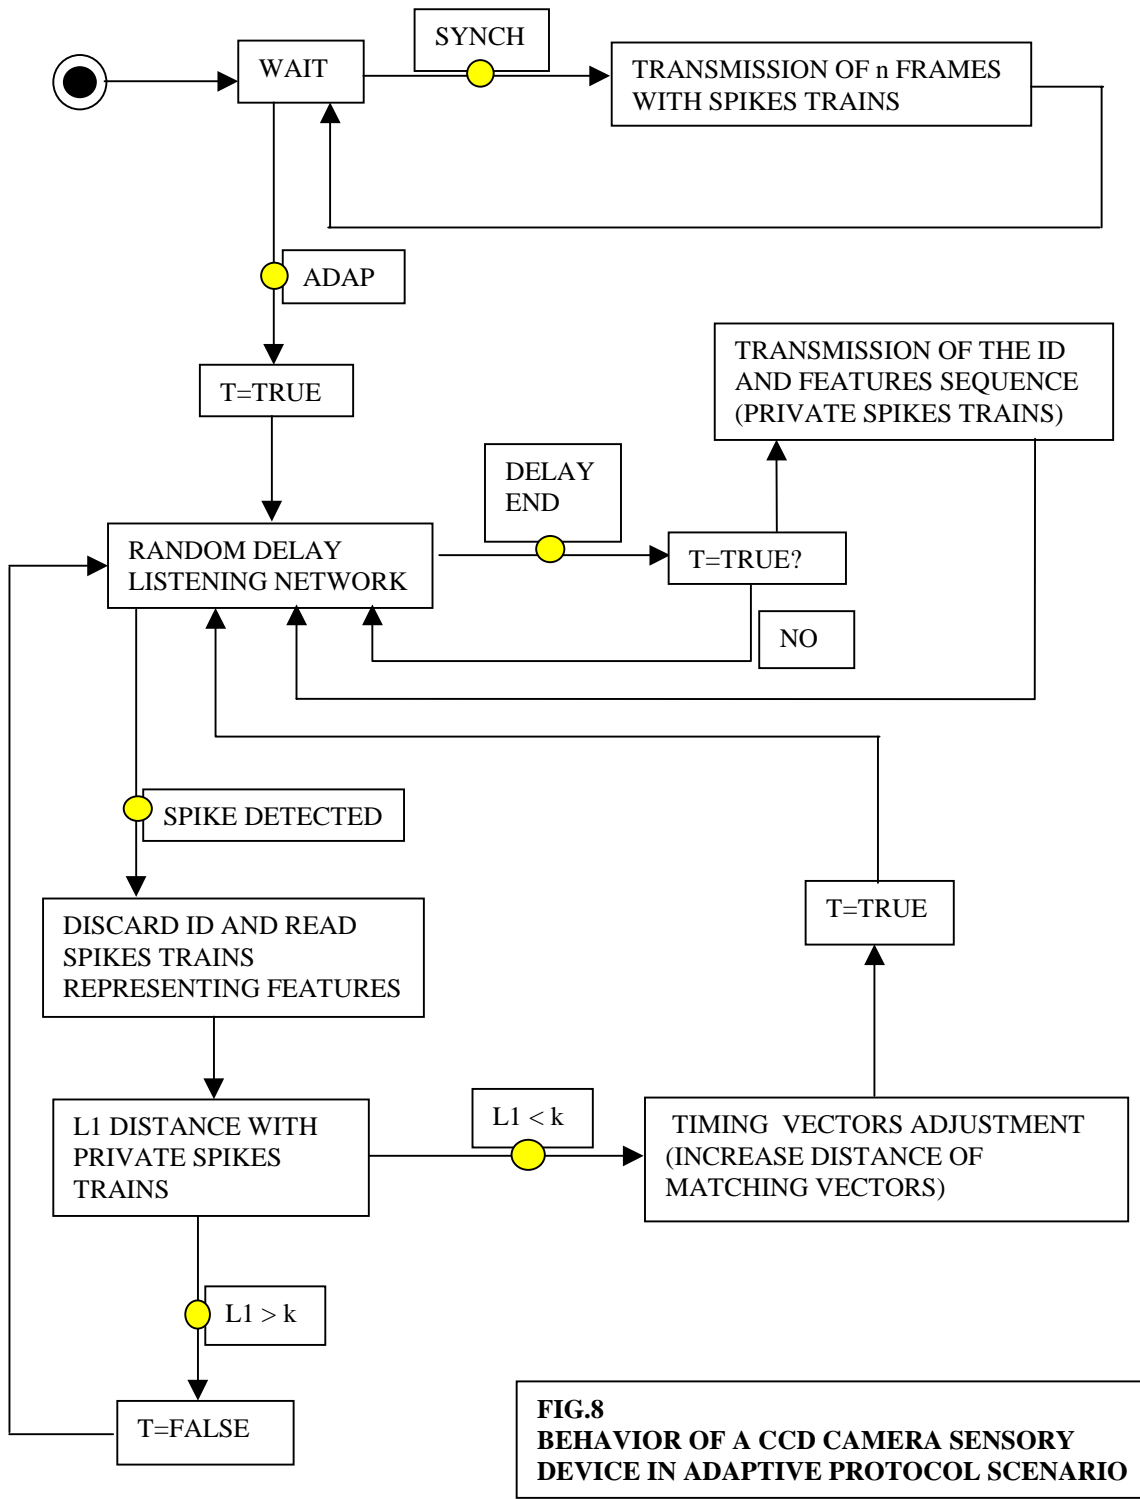 SYNCH
WAIT
TRANSMISSION OF n FRAMES
WITH SPIKES TRAINS
ADAP
T=TRUE
TRANSMISSION OF THE ID
AND FEATURES SEQUENCE
(PRIVATE SPIKES TRAINS)
DELAY
END
RANDOM DELAY
LISTENING NETWORK
T=TRUE?
NO
SPIKE DETECTED
DISCARD ID AND READ
SPIKES TRAINS
REPRESENTING FEATURES
T=TRUE
L1 DISTANCE WITH
PRIVATE SPIKES
TRAINS
L1 < k
TIMING VECTORS ADJUSTMENT
(INCREASE DISTANCE OF
MATCHING VECTORS)
L1 > k
T=FALSE
FIG.8
BEHAVIOR OF A CCD CAMERA SENSORY
DEVICE IN ADAPTIVE PROTOCOL SCENARIO